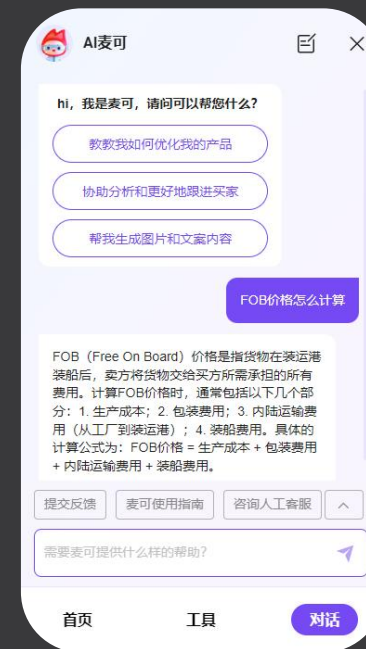 AI麦可
hi，我是麦可，请问可以帮您什么？
教教我如何优化我的产品
协助分析和更好地跟进买家
帮我生成图片和文案内容
FOB价格怎么计算
FOB（Free On Board）价格是指货物在装运港
装船后，卖方将货物交给买方所需承担的所有
费用。计算FOB价格时，通常包括以下几个部
分：1. 生产成本；2. 包装费用；3. 内陆运输费
用（从工厂到装运港）；4. 装船费用。具体的
计算公式为：FOB价格 = 生产成本 + 包装费用
+ 内陆运输费用 + 装船费用。
提交反馈 麦可使用指南 咨询人工客服
需要麦可提供什么样的帮助？
首页 工具 对话